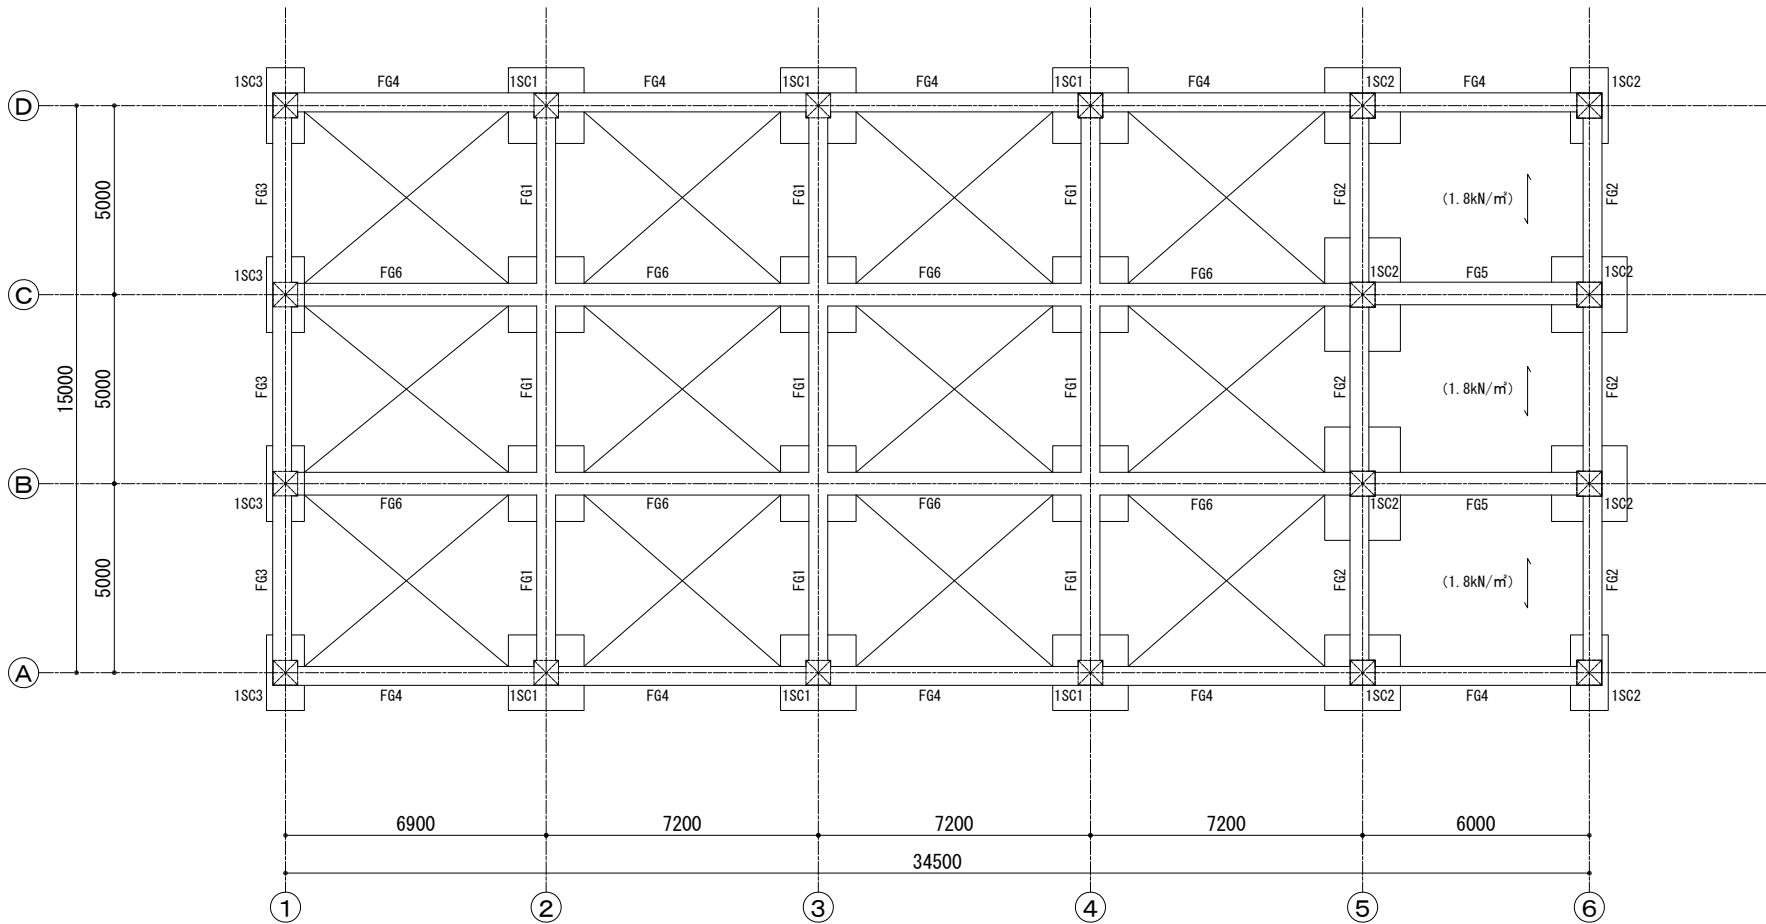 1SC3 FG4 1SC1 FG4 1SC1 FG4 1SC1 FG4 1SC2 FG4 1SC2
D
FG3 FG1 FG1 FG1 FG2 (1.8kN/㎡) FG2
5000
1SC3 FG6 FG6 FG6 FG6 1SC2 FG5 1SC2
C
FG3 FG1 FG1 FG1 FG2 (1.8kN/㎡) FG2
15000
5000
B
1SC3 FG6 FG6 FG6 FG6 1SC2 FG5 1SC2
FG3 FG1 FG1 FG1 FG2 (1.8kN/㎡) FG2
5000
A
1SC3 FG4 1SC1 FG4 1SC1 FG4 1SC1 FG4 1SC2 FG4 1SC2
6900 7200 7200 7200 6000
34500
1 2 3 4 5 6